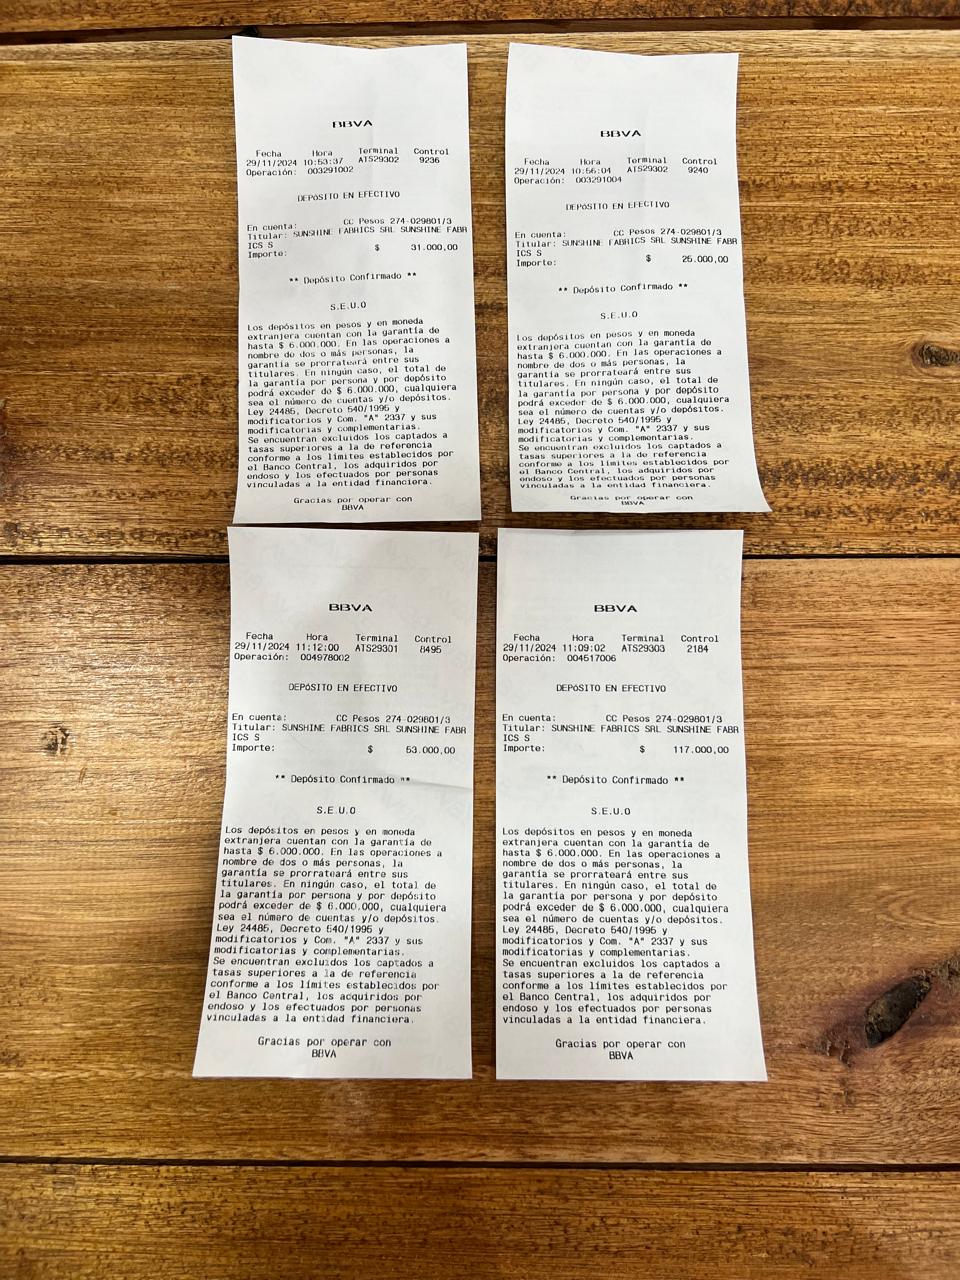 BBVA
Fecha Hora Terminal Control
29/11/2024 10:53:37 ATS29302 9236
Operación: 003291002
DEPóSITO EN EFECTIVO
En cuenta: CC Pesos 274-029801/3
Titular: SUNSHINE FABRICS SRL SUNSHINE FABR
ICS S
Importe: $ 31.000,00
** Depósito Confirmado **
S.E.U.O
Los depósitos en pesos y en moneda
extranjera cuentan con la garantía de
hasta $ 6.000.000. En las operaciones a
nombre de dos o más personas, la
garantía se prorrateará entre sus
titulares. En ningún caso, el total de
la garantía por persona y por depósito
podrá exceder de $ 6.000.000, cualquiera
sea el número de cuentas y/o depósitos.
Ley 24485, Decreto 540/1995 y
modificatorios y Com. "A" 2337 y sus
modificatorias y complementarias.
Se encuentran excluidos los captados a
tasas superiores a la de referencia
conforme a los límites establecidos por
el Banco Central, los adquiridos por
endoso y los efectuados por personas
vinculadas a la entidad financiera.
Gracias por operar con
BBVA
BBVA
Fecha Hora Terminal Control
29/11/2024 10:56:04 ATS29302 9240
Operación: 003291004
DEPóSITO EN EFECTIVO
En cuenta: CC Pesos 274-029801/3
Titular: SUNSHINE FABRICS SRL SUNSHINE FABR
ICS S
Importe: $ 26.000,00
** Depósito Confirmado **
S.E.U.O
Los depósitos en pesos y en moneda
extranjera cuentan con la garantía de
hasta $ 6.000.000. En las operaciones a
nombre de dos o más personas, la
garantía se prorrateará entre sus
titulares. En ningún caso, el total de
la garantía por persona y por depósito
podrá exceder de $ 6.000.000, cualquiera
sea el número de cuentas y/o depósitos.
Ley 24485, Decreto 540/1995 y
modificatorios y Com. "A" 2337 y sus
modificatorias y complementarias.
Se encuentran excluidos los captados a
tasas superiores a la de referencia
conforme a los límites establecidos por
el Banco Central, los adquiridos por
endoso y los efectuados por personas
vinculadas a la entidad financiera.
Gracias por operar con
BBVA
BBVA
Fecha Hora Terminal Control
29/11/2024 11:12:00 ATS29301 8495
Operación: 004978002
DEPóSITO EN EFECTIVO
En cuenta: CC Pesos 274-029801/3
Titular: SUNSHINE FABRICS SRL SUNSHINE FABR
ICS S
Importe: $ 53.000,00
** Depósito Confirmado **
S.E.U.O
Los depósitos en pesos y en moneda
extranjera cuentan con la garantía de
hasta $ 6.000.000. En las operaciones a
nombre de dos o más personas, la
garantía se prorrateará entre sus
titulares. En ningún caso, el total de
la garantía por persona y por depósito
podrá exceder de $ 6.000.000, cualquiera
sea el número de cuentas y/o depósitos.
Ley 24485, Decreto 540/1995 y
modificatorios y Com. "A" 2337 y sus
modificatorias y complementarias.
Se encuentran excluidos los captados a
tasas superiores a la de referencia
conforme a los límites establecidos por
el Banco Central, los adquiridos por
endoso y los efectuados por personas
vinculadas a la entidad financiera.
Gracias por operar con
BBVA
BBVA
Fecha Hora Terminal Control
29/11/2024 11:09:02 ATS29303 2184
Operación: 004517006
DEPóSITO EN EFECTIVO
En cuenta: CC Pesos 274-029801/3
Titular: SUNSHINE FABRICS SRL SUNSHINE FABR
ICS S
Importe: $ 117.000,00
** Depósito Confirmado **
S.E.U.O
Los depósitos en pesos y en moneda
extranjera cuentan con la garantía de
hasta $ 6.000.000. En las operaciones a
nombre de dos o más personas, la
garantía se prorrateará entre sus
titulares. En ningún caso, el total de
la garantía por persona y por depósito
podrá exceder de $ 6.000.000, cualquiera
sea el número de cuentas y/o depósitos.
Ley 24485, Decreto 540/1995 y
modificatorios y Com. "A" 2337 y sus
modificatorias y complementarias.
Se encuentran excluidos los captados a
tasas superiores a la de referencia
conforme a los límites establecidos por
el Banco Central, los adquiridos por
endoso y los efectuados por personas
vinculadas a la entidad financiera.
Gracias por operar con
BBVA